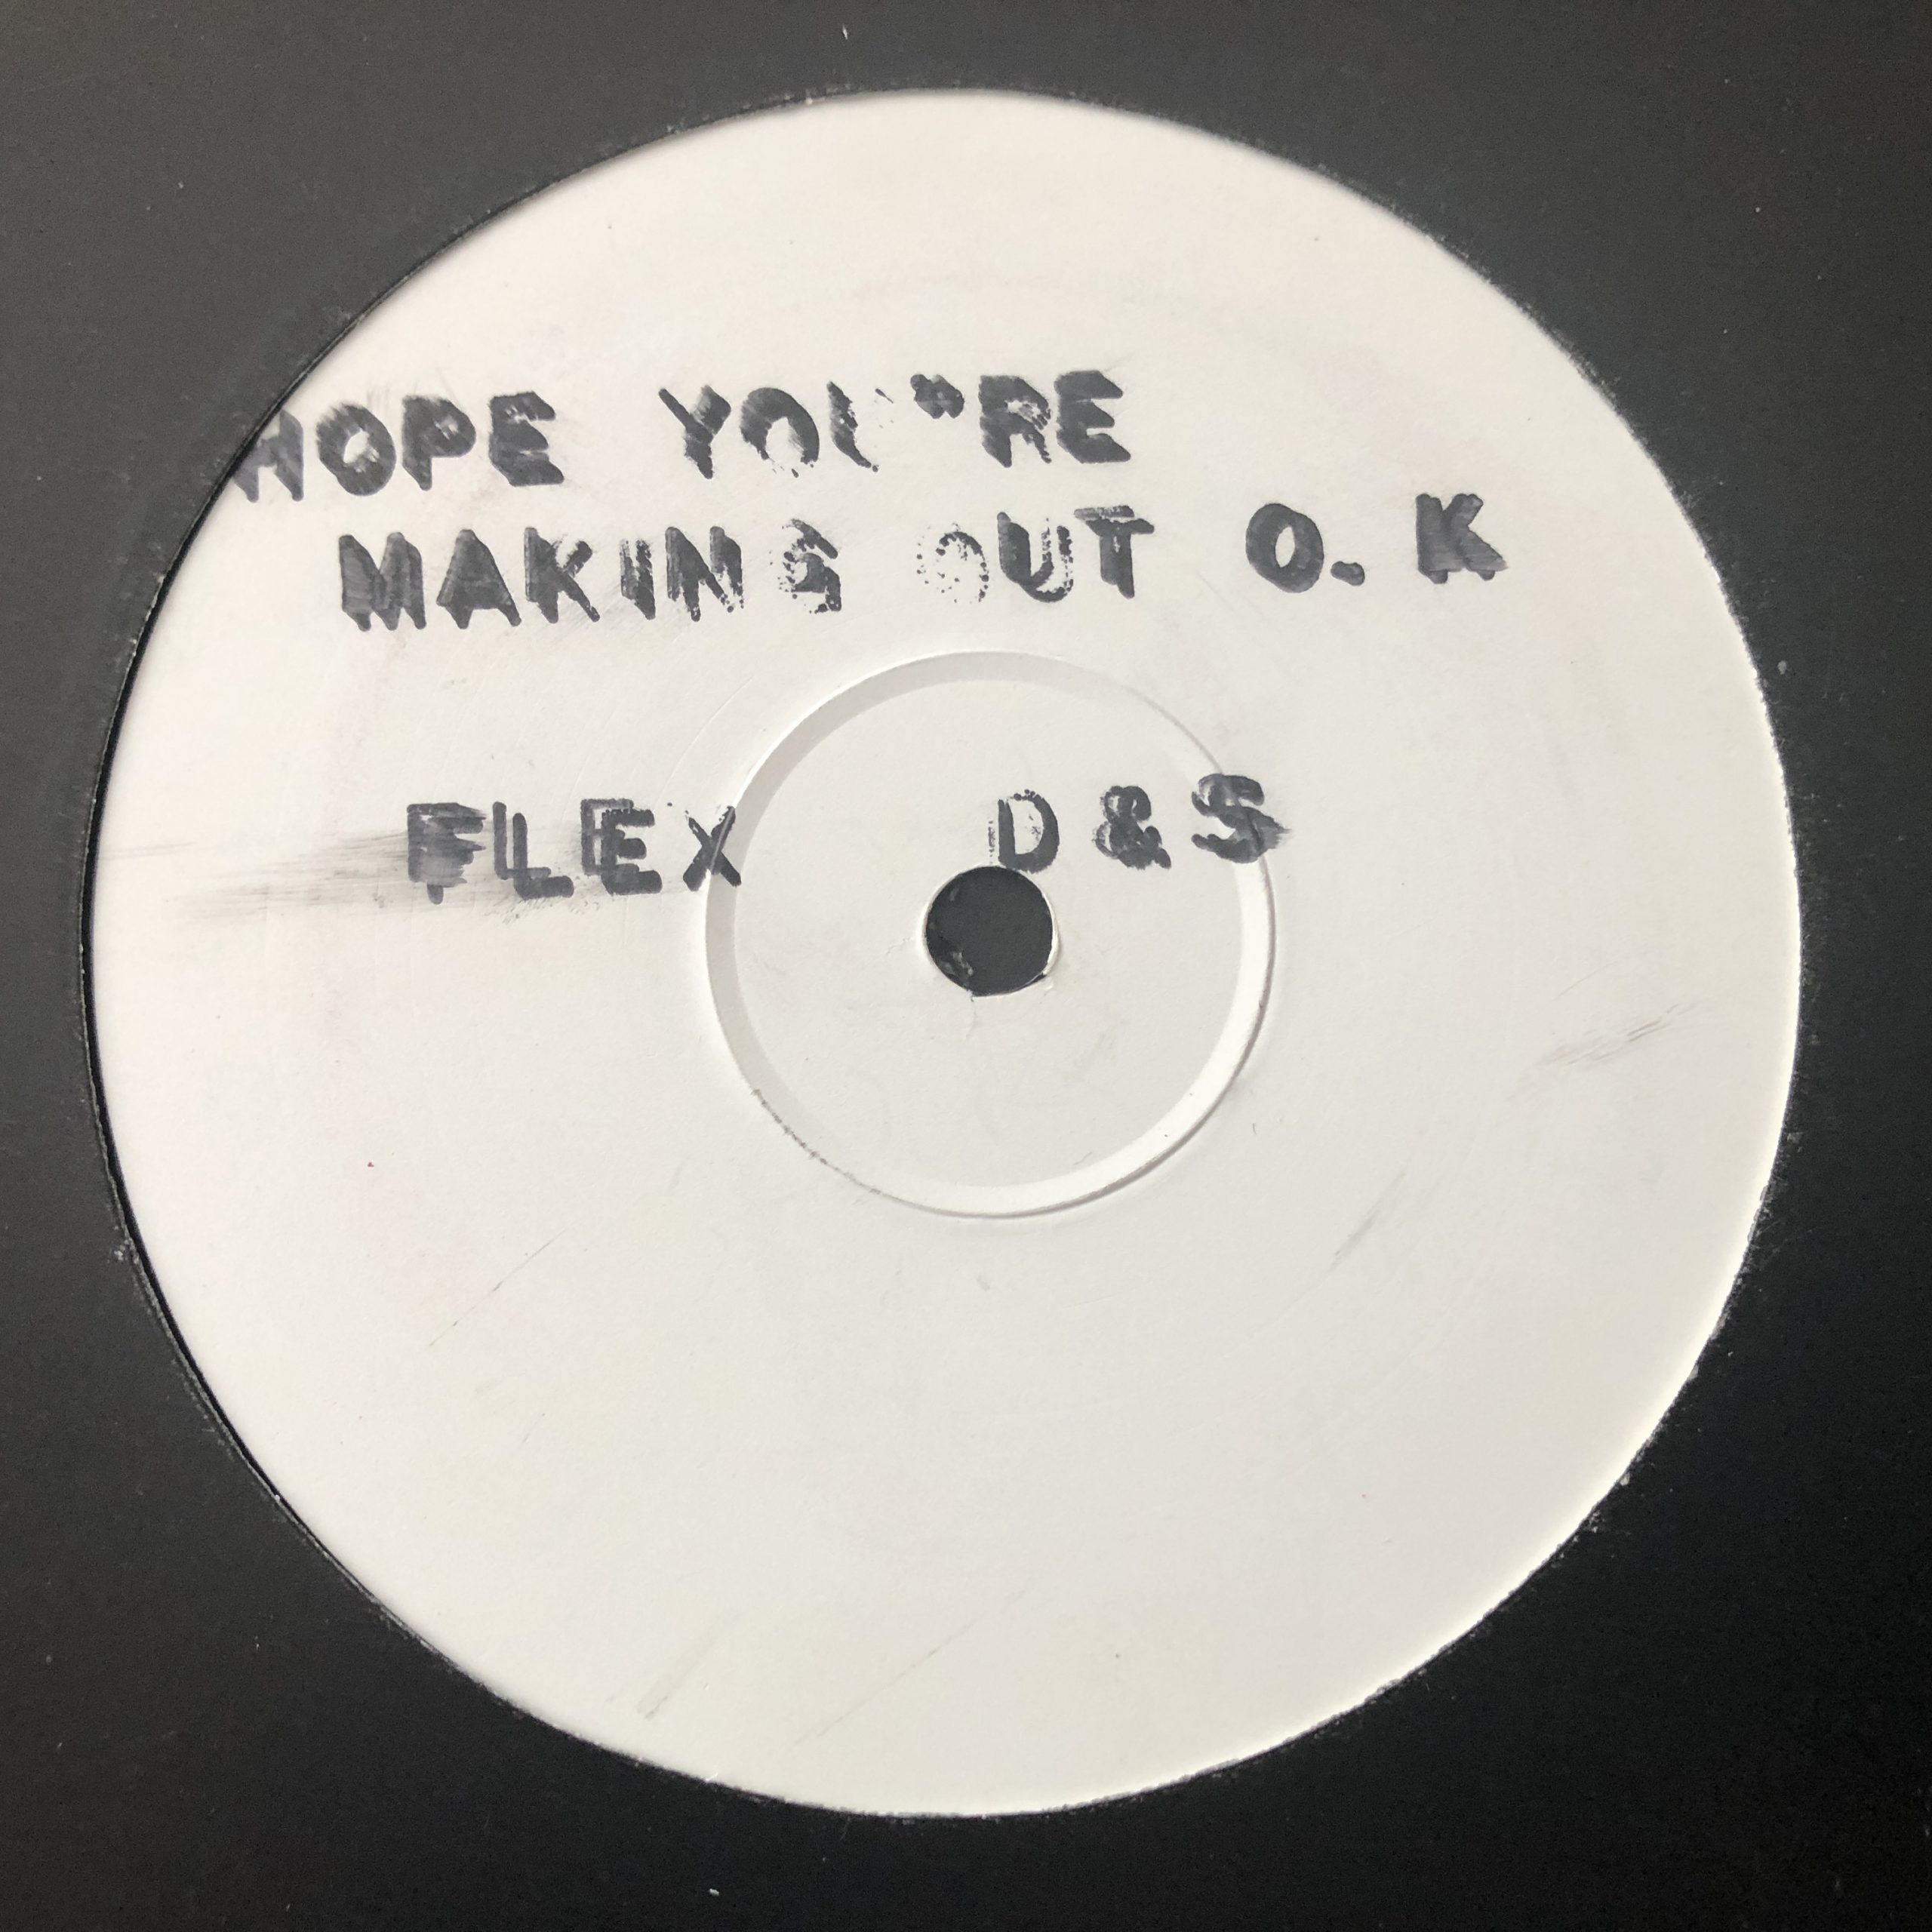 HOPE YOU"RE
MAKING OUT O. K
FLEX D&S